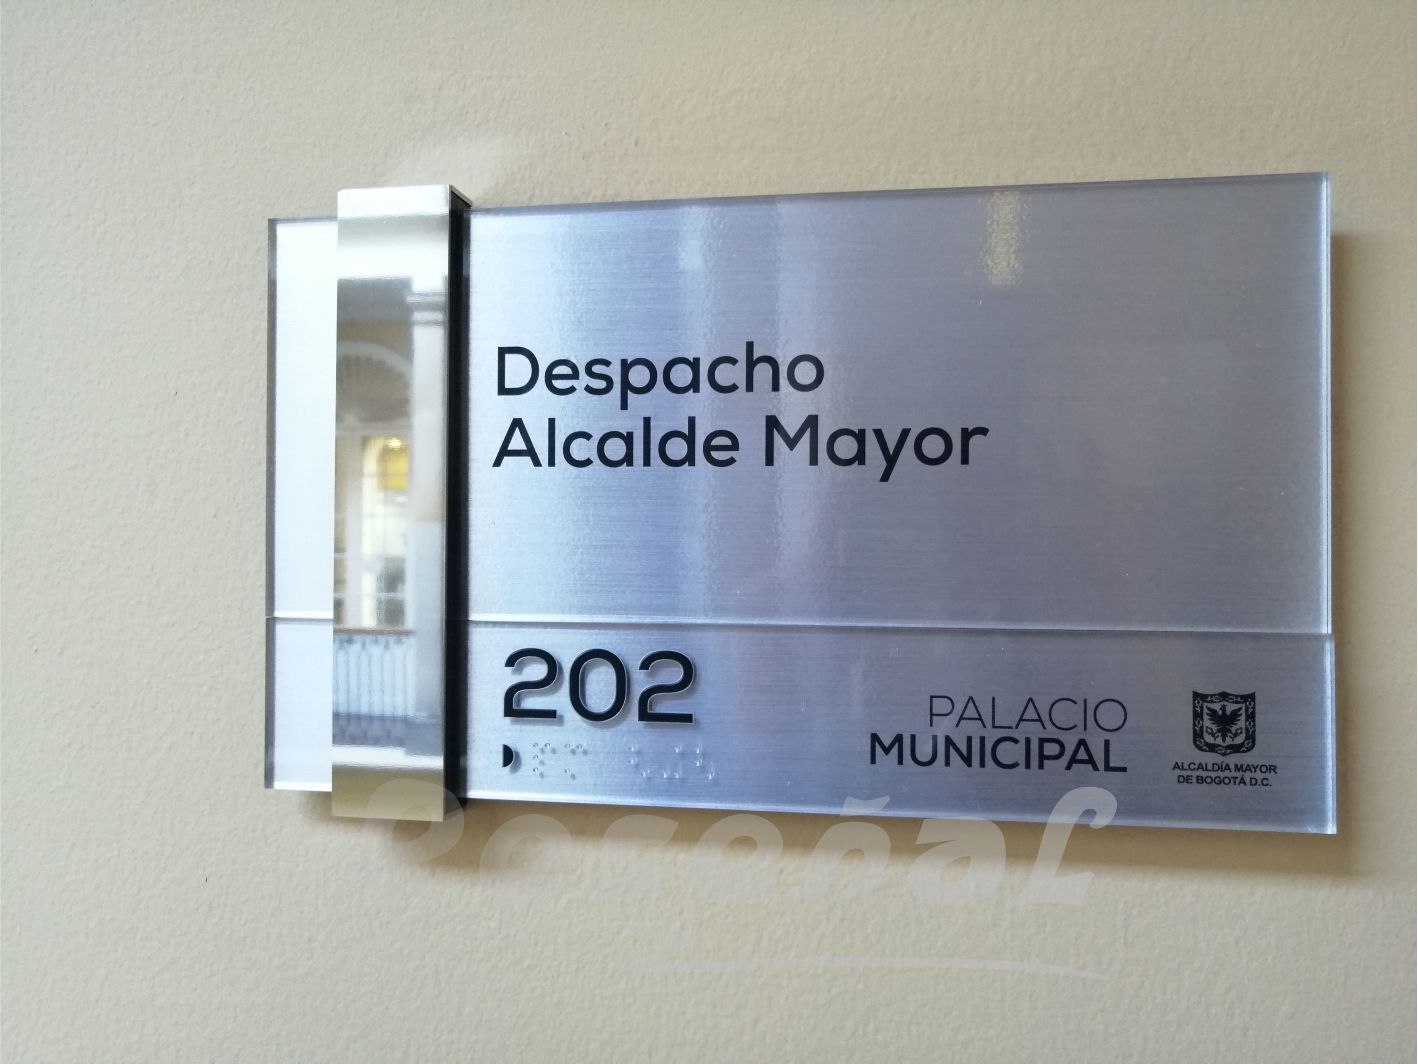 Despacho
Alcalde Mayor
202
PALACIO
MUNICIPAL
ALCALDÍA MAYOR
DE BOGOTÁ D.C.